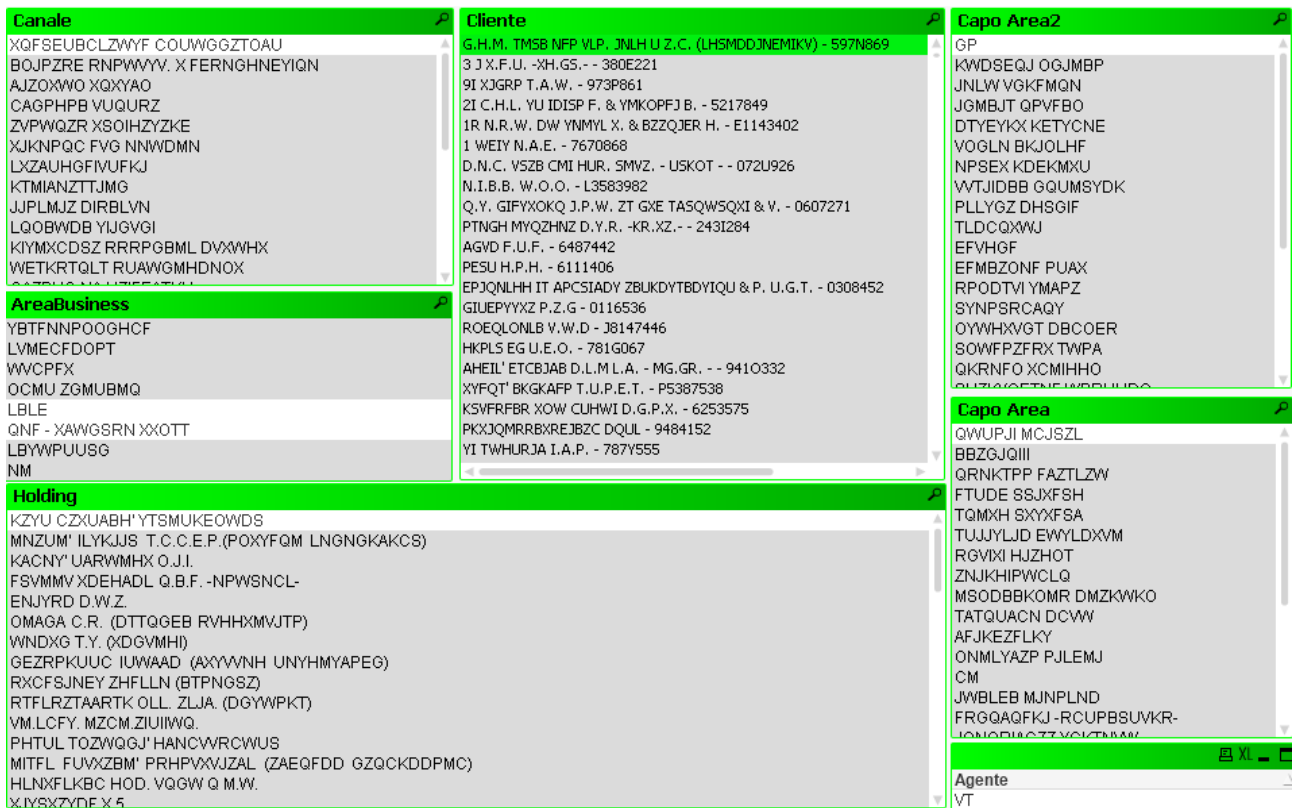 Canale
XQFSEUBCLZWYF COUWGGZTOAU
BOJPZRE RNPWVYV. X FERNGHNEYIQN
AJZOXWO XQXYAO
CAGPHPB VUQURZ
ZVPWQZR XSOIHZYZKE
XJKNPQC FVG NNWDMN
LXZAUHGFIVUFKJ
KTMIANZTTJMG
JJPLMJZ DIRBLVN
LQOBWDB YIJGVGI
KIYMXCDSZ RRRPGBML DVXWHX
WETKRTQLT RUAWGMHDNOX
AreaBusiness
YBTFNNPOOGHCF
LVMECFDOPT
WVCPFX
OCMU ZGMUBMQ
LBLE
QNF - XAWGSRN XXOTT
LBYWPUUSG
NM
Cliente
G.H.M. TMSB NFP VLP. JNLH U Z.C. (LHSMDDJNEMIKV) - 597N869
3 J X.F.U. -XH.GS.- - 380E221
9I XJGRP T.A.W. - 973P861
2I C.H.L. YU IDISP F. & YMKOPFJ B. - 5217849
1R N.R.W. DW YNMYL X. & BZZQJER H. - E1143402
1 WEIY N.A.E. - 7670868
D.N.C. VSZB CMI HUR. SMVZ. - USKOT - - 072U926
N.I.B.B. W.O.O. - L3583982
Q.Y. GIFYXOKQ J.P.W. ZT GXE TASQWSQXI & V. - 0607271
PTNGH MYQZHNZ D.Y.R. -KR.XZ.- - 243I284
AGVD F.U.F. - 6487442
PESU H.P.H. - 6111406
EPJQNLHH IT APCSIADY ZBUKDYTBDYIQU & P. U.G.T. - 0308452
GIUEPYYXZ P.Z.G - 0116536
ROEQLONLB V.W.D - J8147446
HKPLS EG U.E.O. - 781G067
AHEIL' ETCBJAB D.L.M L.A. - MG.GR. - - 941O332
XYFQT' BKGKAFP T.U.P.E.T. - P5387538
KSVFRFBR XOW CUHWI D.G.P.X. - 6253575
PKXJQMRRBXREJBZC DQUL - 9484152
YI TWHURJA I.A.P. - 787Y555
Holding
KZYU CZXUABH' YTSMUKEOWDS
MNZUM' ILYKJJS T.C.C.E.P.(POXYFQM LNGNGKAKCS)
KACNY' UARWMHX O.J.I.
FSVMMV XDEHADL Q.B.F. -NPWSNCL-
ENJYRD D.W.Z.
OMAGA C.R. (DTTQGEB RVHHXMVJTP)
WNDXG T.Y. (XDGVMHI)
GEZRPKUUC IUWAAD (AXYVVNH UNYHMYAPEG)
RXCFSJNEY ZHFLLN (BTPNGSZ)
RTFLRZTAARTK OLL. ZLJA. (DGYWPKT)
VM.LCFY. MZCM.ZIUIIWQ.
PHTUL TOZWQGJ' HANCVVRCWUS
MITFL FUVXZBM' PRHPVXVJZAL (ZAEQFDD GZQCKDDPMC)
HLNXFLKBC HOD. VQGW Q M.W.
XJYSXZYDF X 5
Capo Area2
GP
KWDSEQJ OGJMBP
JNLW VGKFMQN
JGMBJT QPVFBO
DTYEYKX KETYCNE
VOGLN BKJOLHF
NPSEX KDEKMXU
VVTJIDBB GQUMSYDK
PLLYGZ DHSGIF
TLDCQXWJ
EFVHGF
EFMBZONF PUAX
RPODTVI YMAPZ
SYNPSRCAQY
OYWHXVGT DBCOER
SOWFPZFRX TWPA
QKRNFO XCMIHHO
Capo Area
QWUPJI MCJSZL
BBZGJQIII
QRNKTPP FAZTLZW
FTUDE SSJXFSH
TQMXH SXYXFSA
TUJJYLJD EWYLDXVM
RGVIXI HJZHOT
ZNJKHIPWCLQ
MSODBBKOMR DMZKWKO
TATQUACN DCVW
AFJKEZFLKY
ONMLYAZP PJLEMJ
CM
JWBLEB MJNPLND
FRGQAQFKJ -RCUPBSUVKR-
XL
Agente
VT